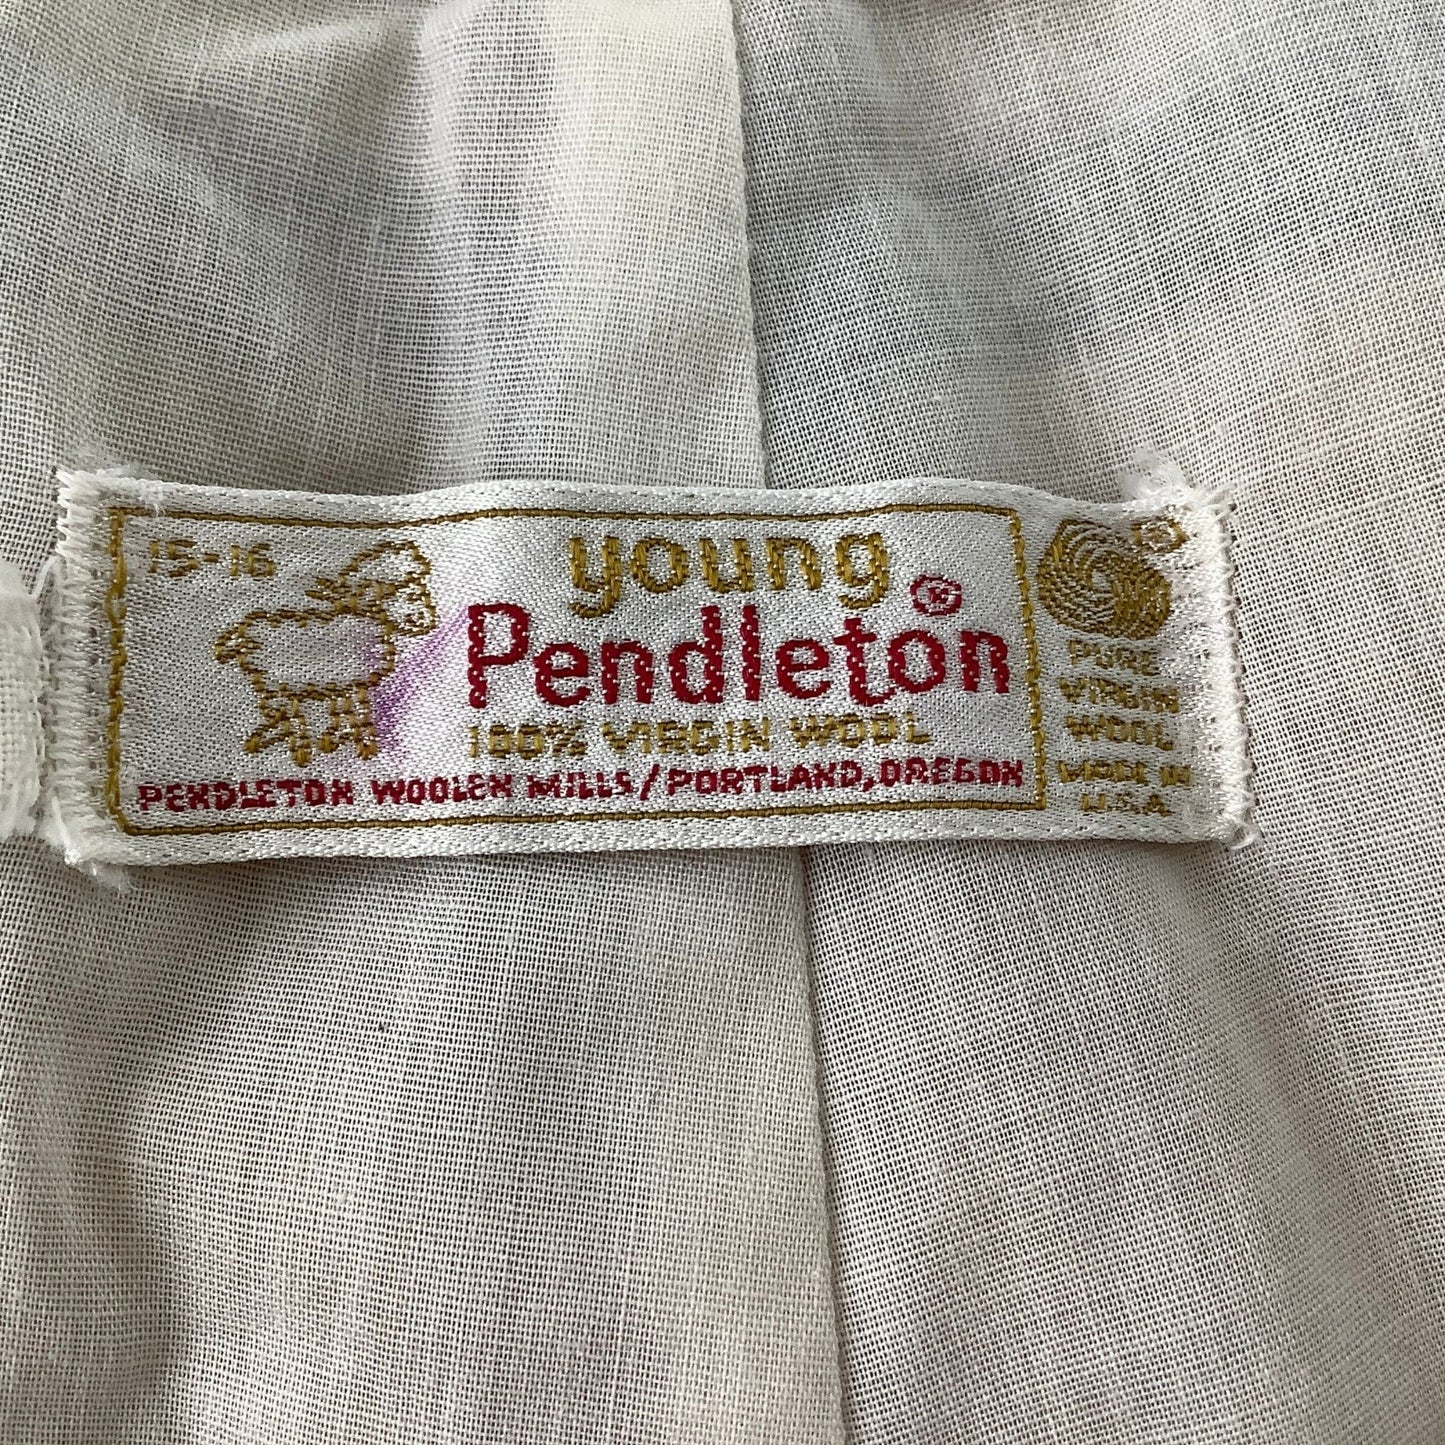 15-16
young
Pendleton®
100% VIRGIN WOOL
PENDLETON WOOLEN MILLS/PORTLAND, OREGON
PURE
VIRGIN
WOOL
MADE IN
U.S.A.